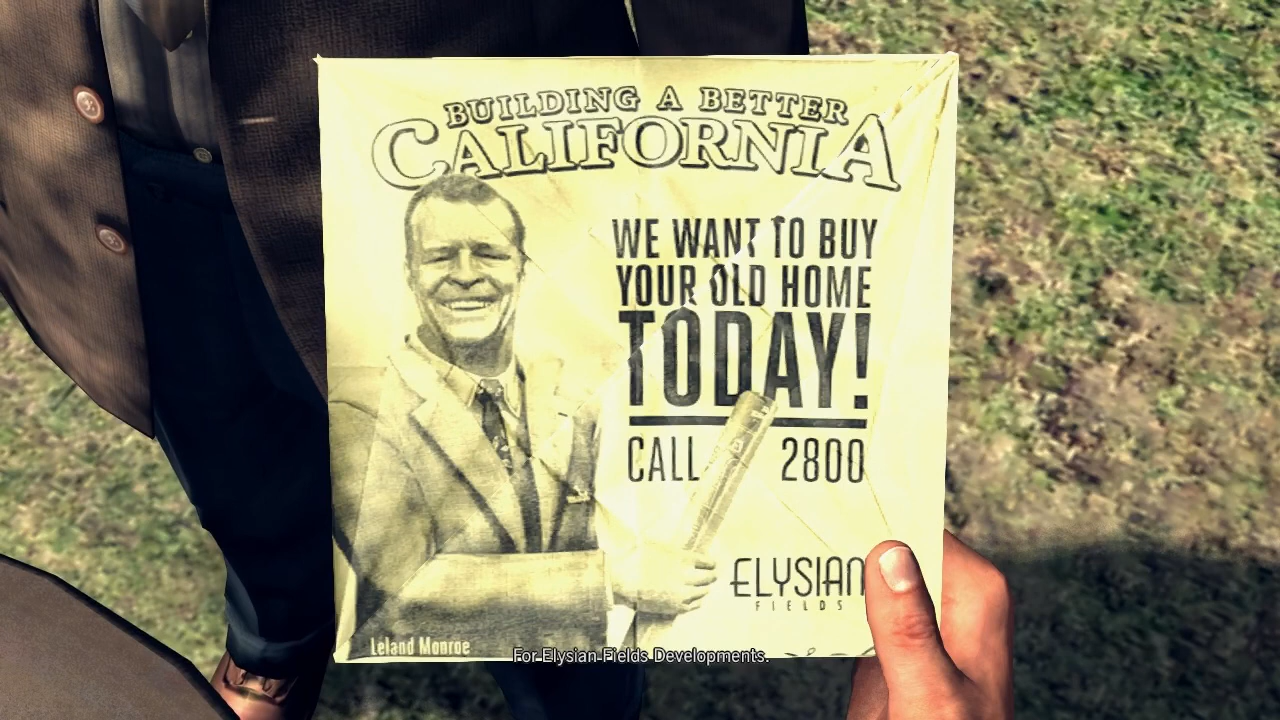 BUILDING A BETTER
CALIFORNIA
WE WANT TO BUY
YOUR OLD HOME
TODAY!
CALL 2800
ELYSIAN
FIELDS
Leland Monroe
For Elysian Fields Developments.